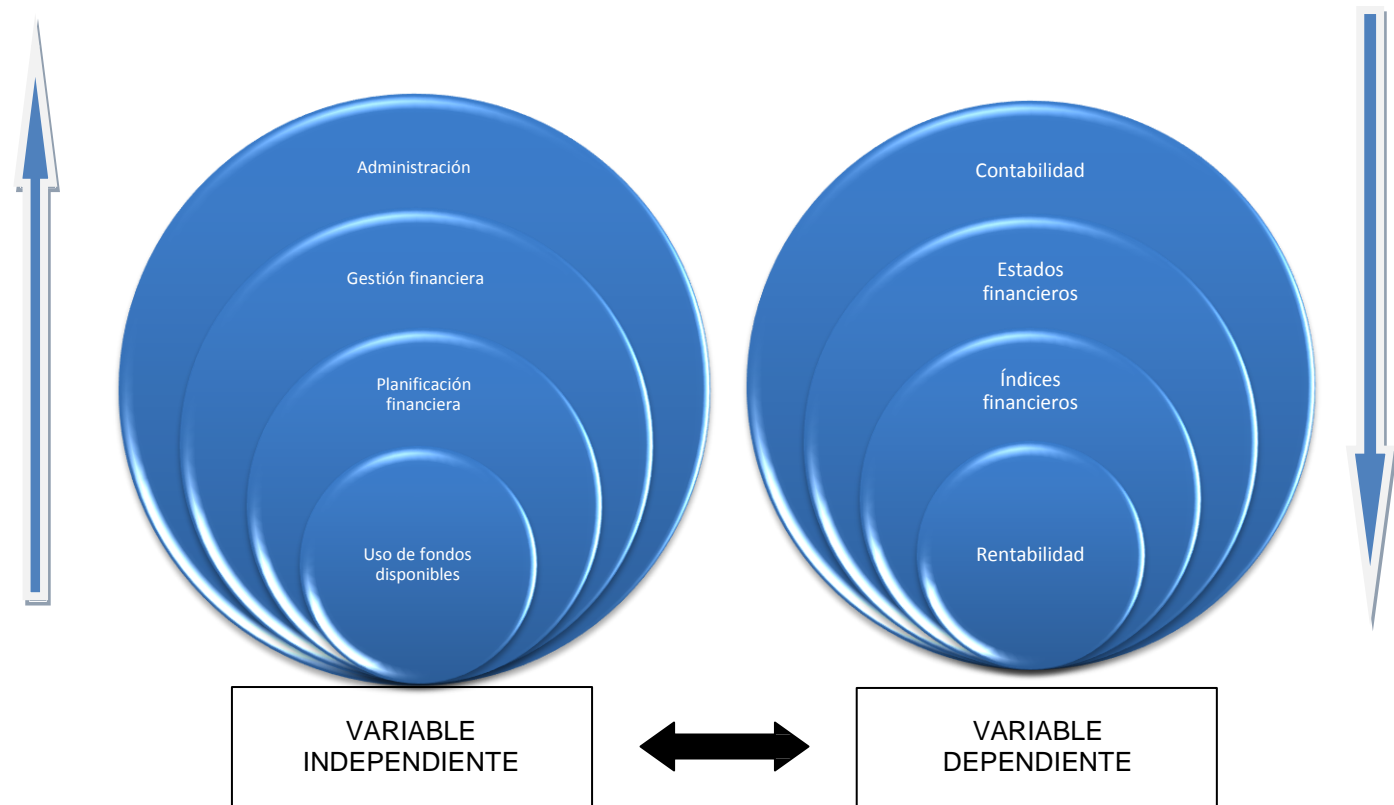 Administración
Gestión financiera
Planificación
financiera
Uso de fondos
disponibles
Contabilidad
Estados
financieros
Índices
financieros
Rentabilidad
VARIABLE
INDEPENDIENTE
VARIABLE
DEPENDIENTE